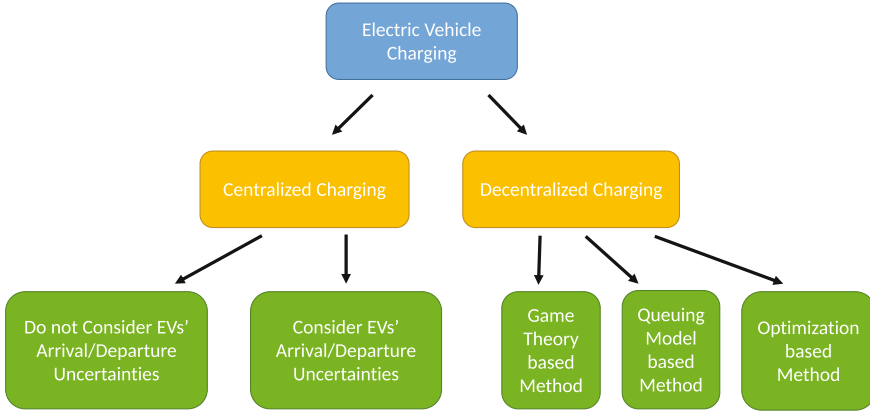 Electric Vehicle
Charging
Centralized Charging
Decentralized Charging
Do not Consider EVs’
Arrival/Departure
Uncertainties
Consider EVs’
Arrival/Departure
Uncertainties
Game
Theory
based
Method
Queuing
Model
based
Method
Optimization
based
Method